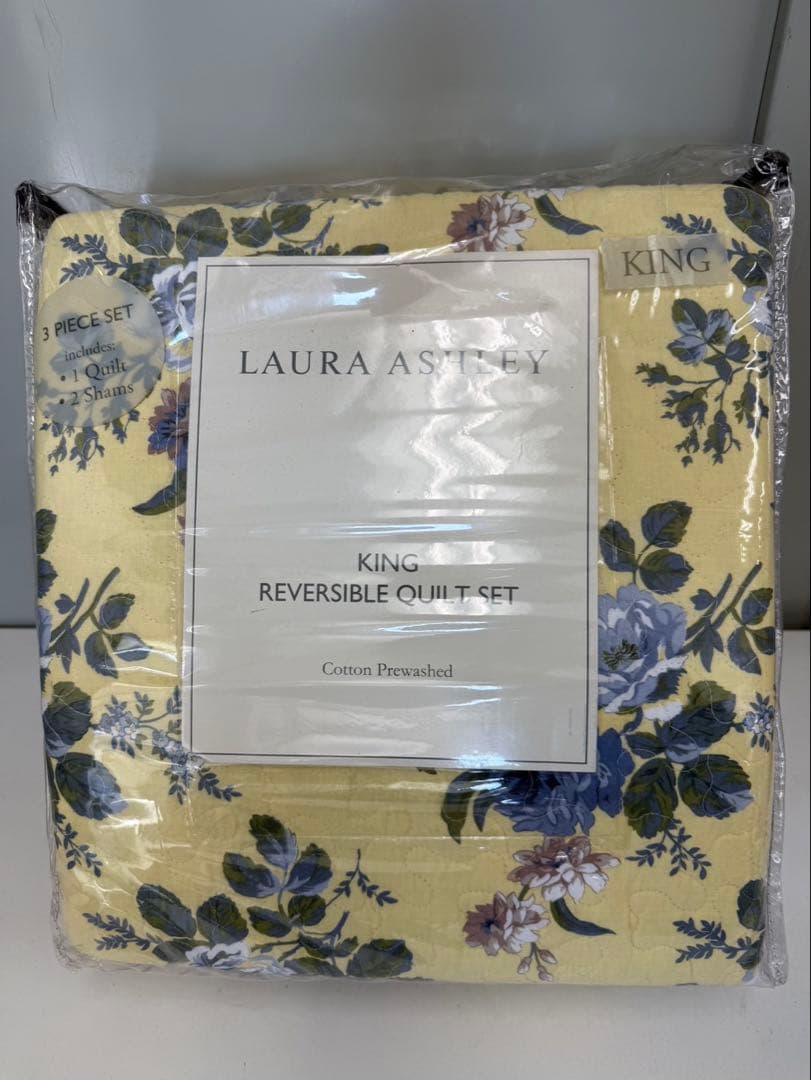 KING
3 PIECE SET
includes:
• 1 Quilt
• 2 Shams
LAURA ASHLEY
KING
REVERSIBLE QUILT SET
Cotton Prewashed